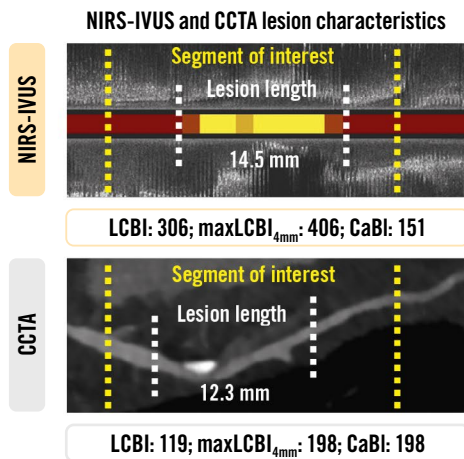 NIRS-IVUS and CCTA lesion characteristics
NIRS-IVUS
Segment of interest
Lesion length
14.5 mm
LCBI: 306; maxLCBI4mm: 406; CaBI: 151
CCTA
Segment of interest
Lesion length
12.3 mm
LCBI: 119; maxLCBI4mm: 198; CaBI: 198